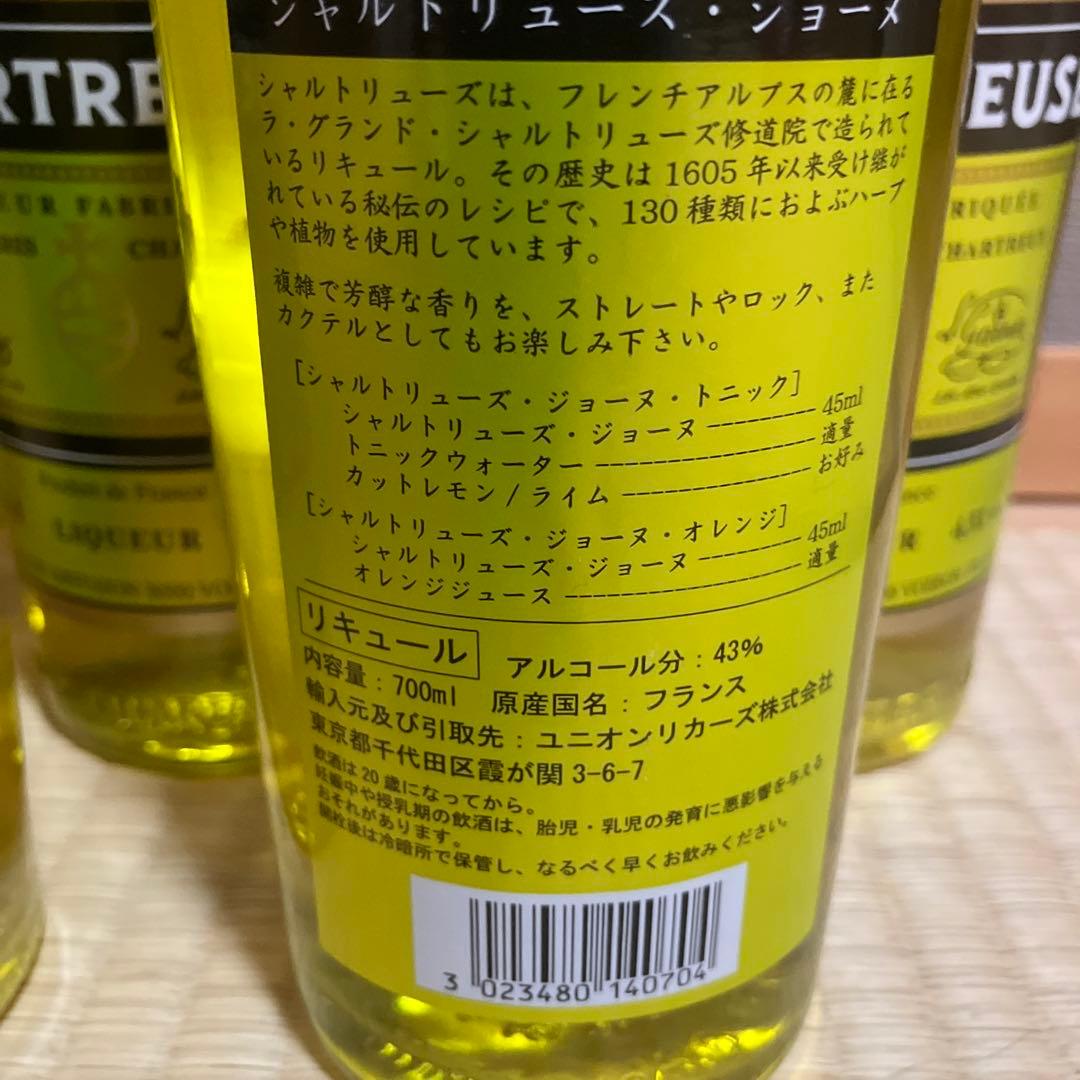 シャルトリューズ・ジョーヌ
シャルトリューズは、フレンチアルプスの麓に在る
ラ・グランド・シャルトリューズ修道院で造られて
いるリキュール。その歴史は1605年以来受け継が
れている秘伝のレシピで、130種類におよぶハーブ
や植物を使用しています。
複雑で芳醇な香りを、ストレートやロック、また
カクテルとしてもお楽しみ下さい。
[シャルトリューズ・ジョーヌ・トニック]
シャルトリューズ・ジョーヌ ---------- 45ml
トニックウォーター -------------------- 適量
カットレモン/ライム ----------------- お好み
[シャルトリューズ・ジョーヌ・オレンジ]
シャルトリューズ・ジョーヌ ---------- 45ml
オレンジジュース ---------------------- 適量
リキュール アルコール分:43%
内容量:700ml 原産国名:フランス
輸入元及び引取先:ユニオンリカーズ株式会社
東京都千代田区霞が関3-6-7
飲酒は20歳になってから。
妊娠中や授乳期の飲酒は、胎児・乳児の発育に悪影響を与える
おそれがあります。
開栓後は冷暗所で保管し、なるべく早くお飲みください。
3 023480 140704
RTRE
EUR FABRI
Produit de France
LIQUEUR
EUSE
RIQUÉE
CHARTREU
R